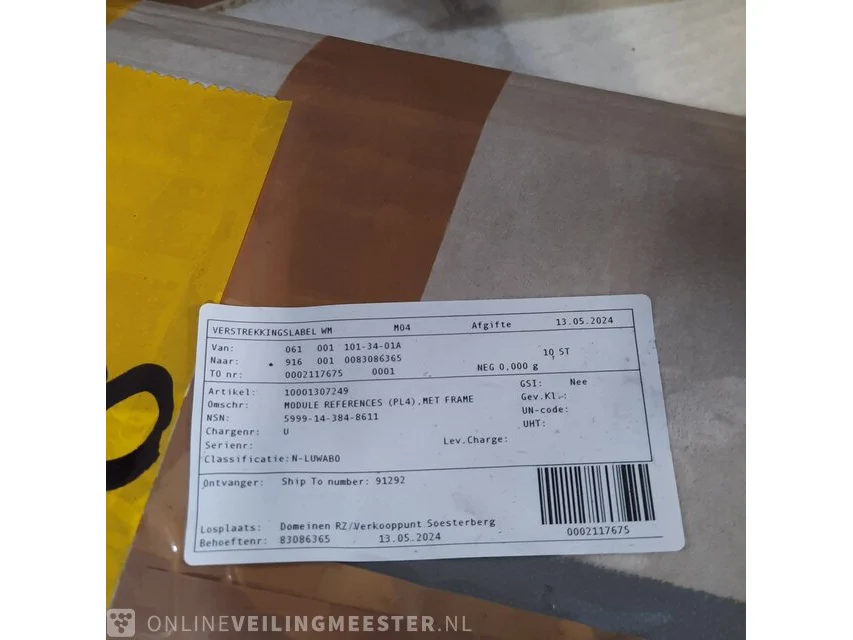 VERSTREKKINGSLABEL WM M04 Afgifte 13.05.2024
Van: 061 001 101-34-01A 10 ST
Naar: 916 001 0083086365
TO nr: 0002117675 0001 NEG 0,000 g
Artikel: 10001307249 GSI: Nee
Omschr: MODULE REFERENCES (PL4),MET FRAME Gev.Kl.:
NSN: 5999-14-384-8611 UN-code:
Chargenr: U UHT:
Serienr: Lev.Charge:
Classificatie: N-LUWABO
Ontvanger: Ship To number: 91292
0002117675
Losplaats: Domeinen RZ/Verkooppunt Soesterberg
Behoeftenr: 83086365 13.05.2024
ONLINEVEILINGMEESTER.NL